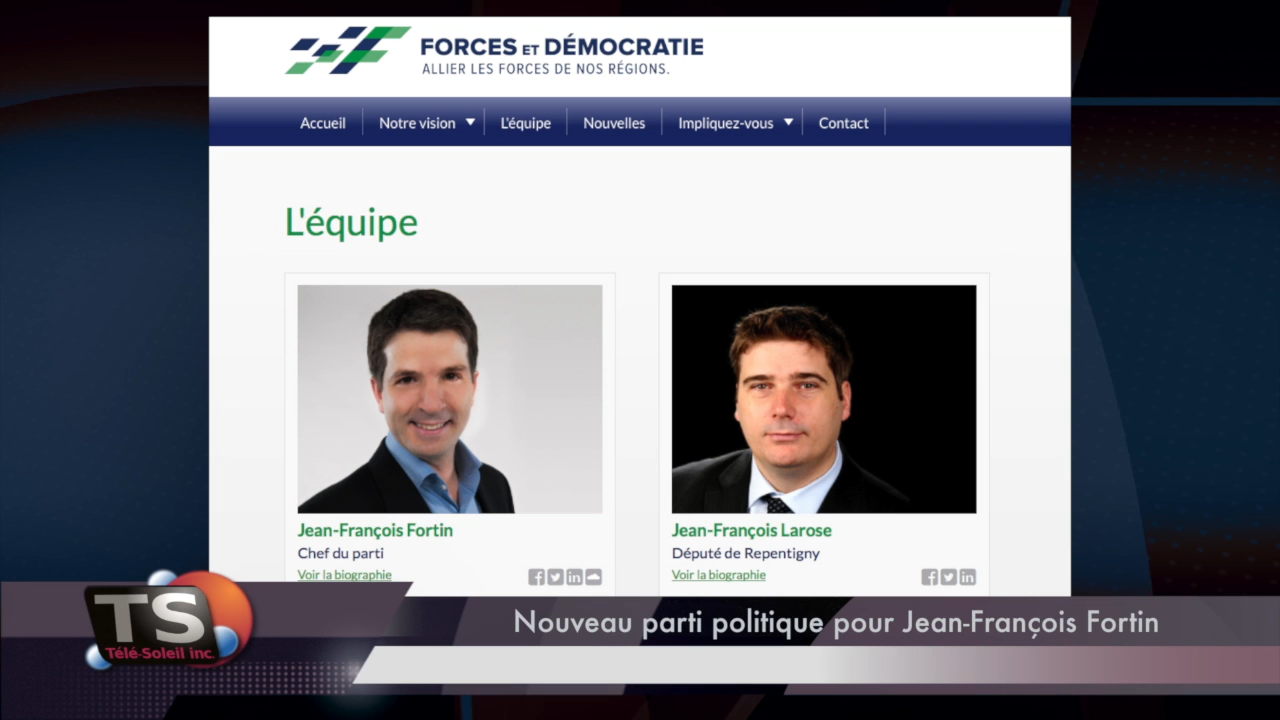 FORCES ET DÉMOCRATIE
ALLIER LES FORCES DE NOS RÉGIONS.
Accueil Notre vision L'équipe Nouvelles Impliquez-vous Contact
L'équipe
Jean-François Fortin
Chef du parti
Voir la biographie
Jean-François Larose
Député de Repentigny
Voir la biographie
TS
Télé-Soleil inc.
Nouveau parti politique pour Jean-François Fortin